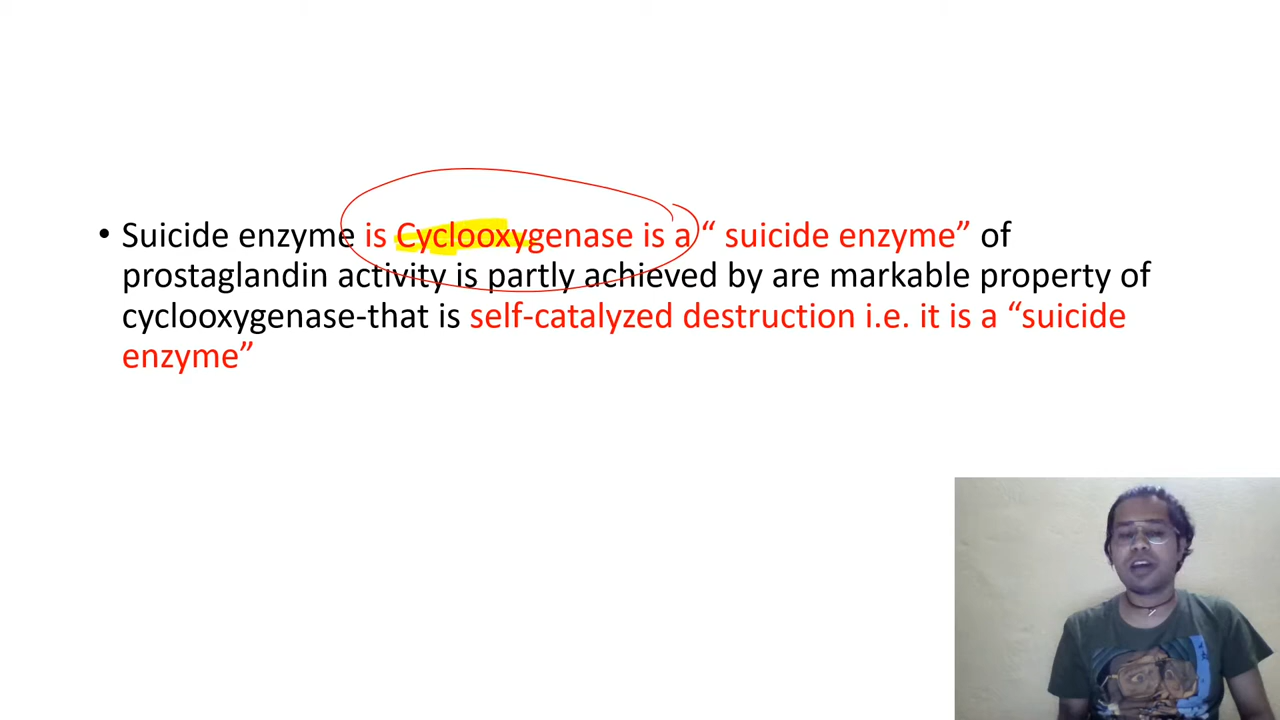 • Suicide enzyme is Cyclooxygenase is a “ suicide enzyme” of
prostaglandin activity is partly achieved by are markable property of
cyclooxygenase-that is self-catalyzed destruction i.e. it is a “suicide
enzyme”